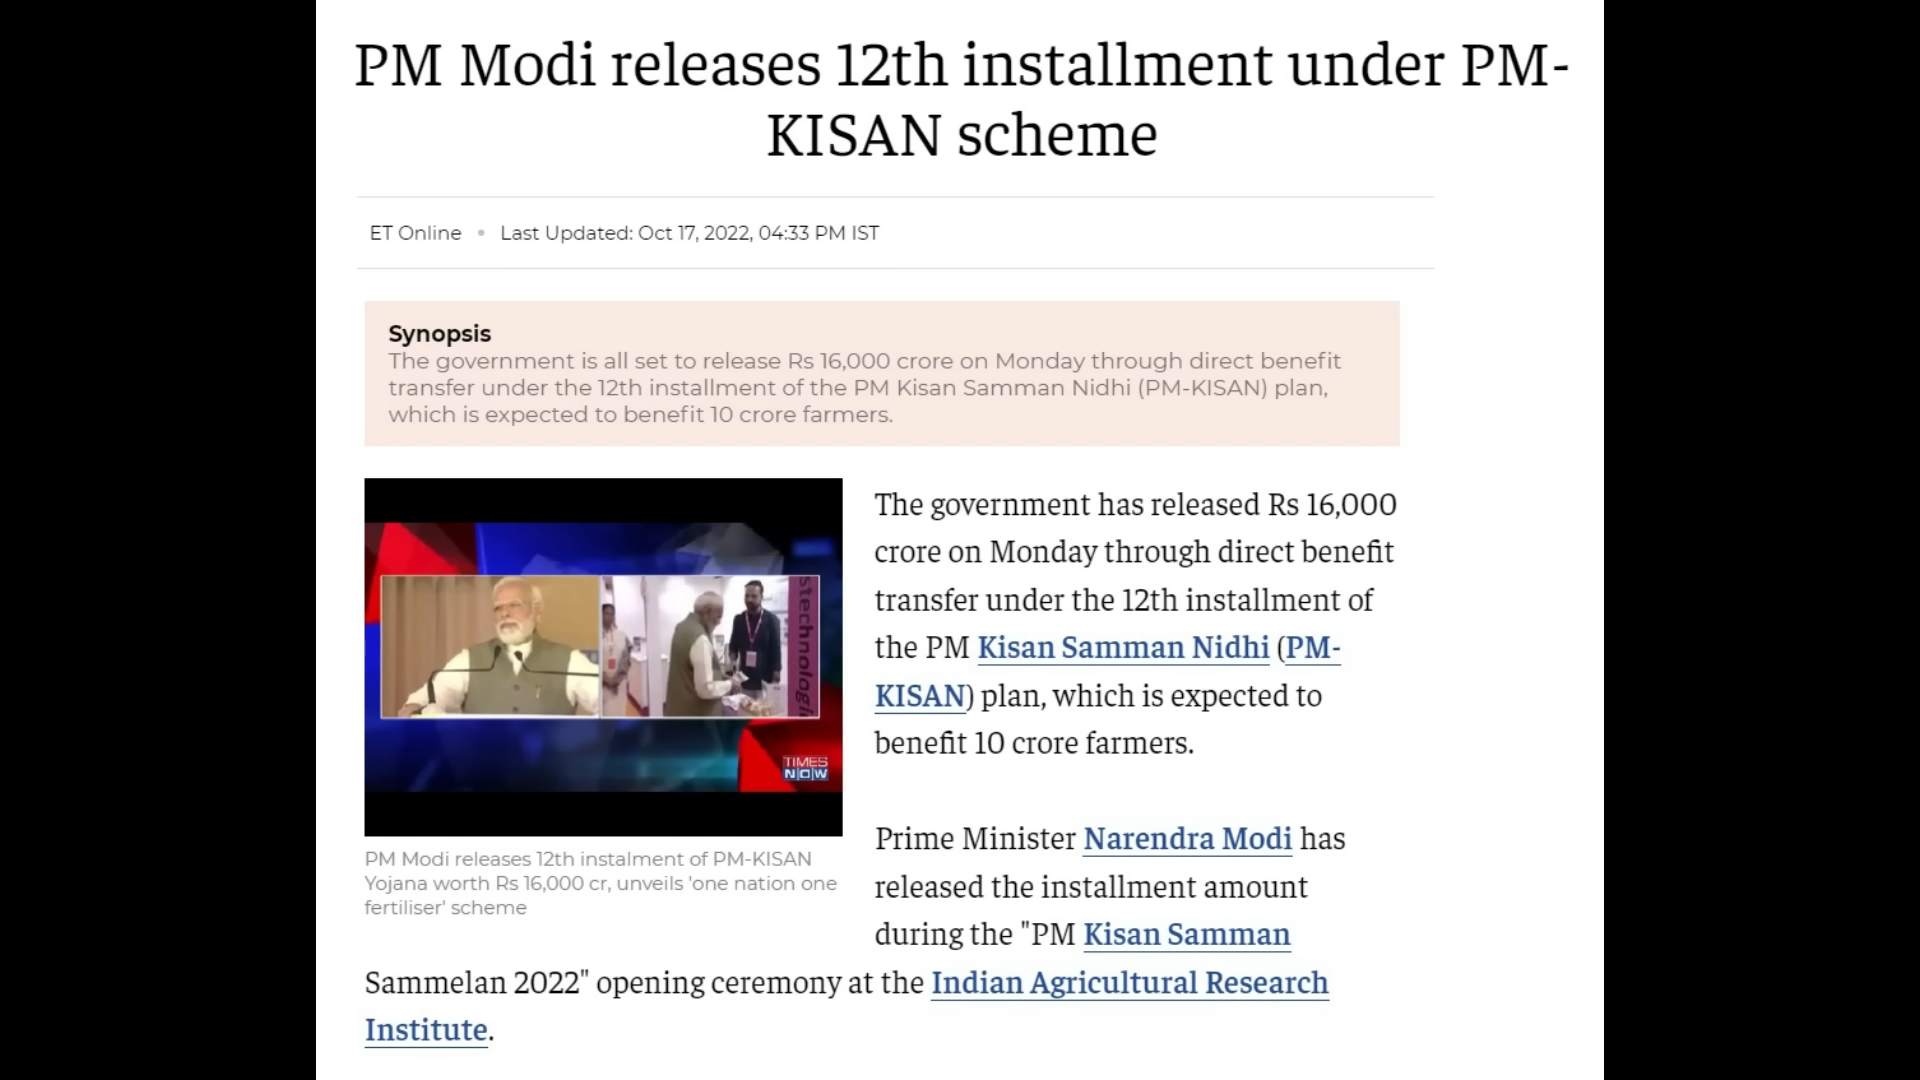 PM Modi releases 12th installment under PM-
KISAN scheme
ET Online • Last Updated: Oct 17, 2022, 04:33 PM IST
Synopsis
The government is all set to release Rs 16,000 crore on Monday through direct benefit
transfer under the 12th installment of the PM Kisan Samman Nidhi (PM-KISAN) plan,
which is expected to benefit 10 crore farmers.
stechnologi
TIMES
NOW
PM Modi releases 12th instalment of PM-KISAN
Yojana worth Rs 16,000 cr, unveils 'one nation one
fertiliser' scheme
The government has released Rs 16,000
crore on Monday through direct benefit
transfer under the 12th installment of
the PM Kisan Samman Nidhi (PM-
KISAN) plan, which is expected to
benefit 10 crore farmers.
Prime Minister Narendra Modi has
released the installment amount
during the "PM Kisan Samman
Sammelan 2022" opening ceremony at the Indian Agricultural Research
Institute.